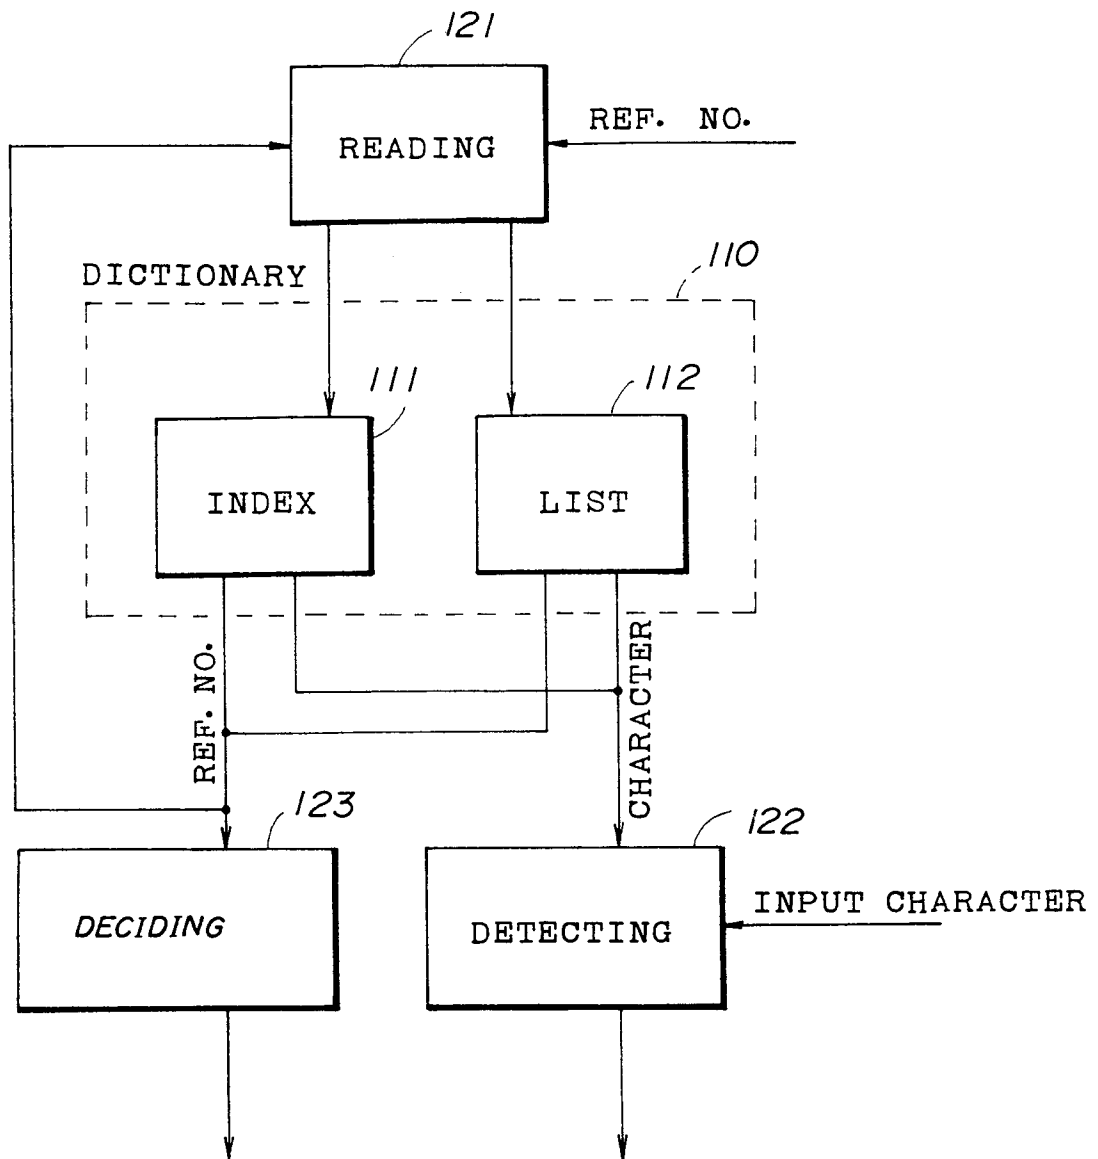 121
READING
REF. NO.
DICTIONARY
110
111
112
INDEX
LIST
REF. NO.
CHARACTER
123
122
DECIDING
DETECTING
INPUT CHARACTER